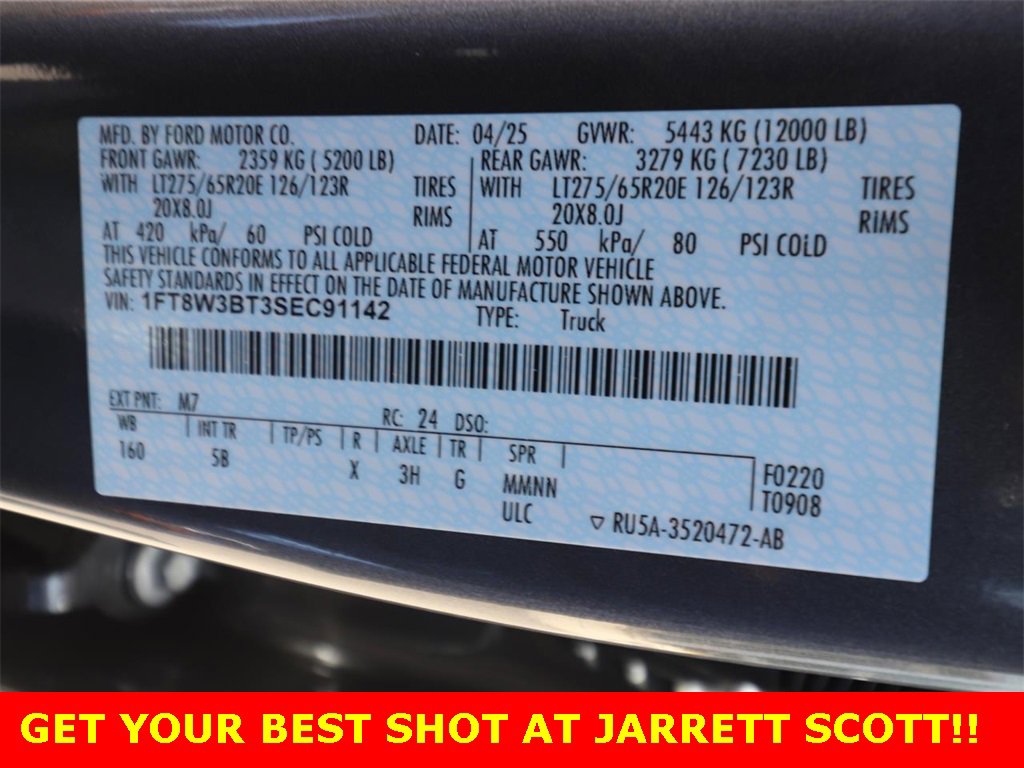 MFD. BY FORD MOTOR CO. DATE: 04/25 GVWR: 5443 KG (12000 LB)
FRONT GAWR: 2359 KG ( 5200 LB) REAR GAWR: 3279 KG ( 7230 LB)
WITH LT275/65R20E 126/123R TIRES WITH LT275/65R20E 126/123R TIRES
20X8.0J RIMS 20X8.0J RIMS
AT 420 kPa/ 60 PSI COLD AT 550 kPa/ 80 PSI COLD
THIS VEHICLE CONFORMS TO ALL APPLICABLE FEDERAL MOTOR VEHICLE
SAFETY STANDARDS IN EFFECT ON THE DATE OF MANUFACTURE SHOWN ABOVE.
VIN: 1FT8W3BT3SEC91142 TYPE: Truck
EXT PNT: M7 RC: 24 DSO:
WB | INT TR | TP/PS | R | AXLE | TR | SPR |
160 5B X 3H G MMNN F0220
ULC T0908
▽ RU5A-3520472-AB
GET YOUR BEST SHOT AT JARRETT SCOTT!!